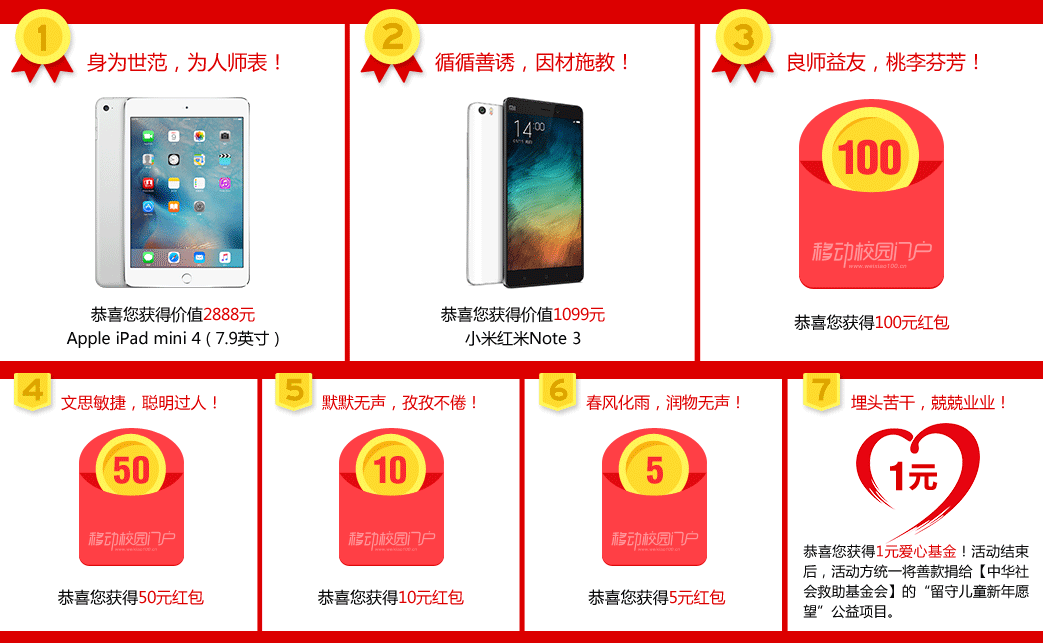 1
身为世范，为人师表！
恭喜您获得价值2888元
Apple iPad mini 4（7.9英寸）
2
循循善诱，因材施教！
14:00
恭喜您获得价值1099元
小米红米Note 3
3
良师益友，桃李芬芳！
100
移动校园门户
恭喜您获得100元红包
4
文思敏捷，聪明过人！
50
移动校园门户
恭喜您获得50元红包
5
默默无声，孜孜不倦！
10
移动校园门户
恭喜您获得10元红包
6
春风化雨，润物无声！
5
移动校园门户
恭喜您获得5元红包
7
埋头苦干，兢兢业业！
1元
恭喜您获得1元爱心基金！活动结束
后，活动方统一将善款捐给【中华社
会救助基金会】的“留守儿童新年愿
望”公益项目。